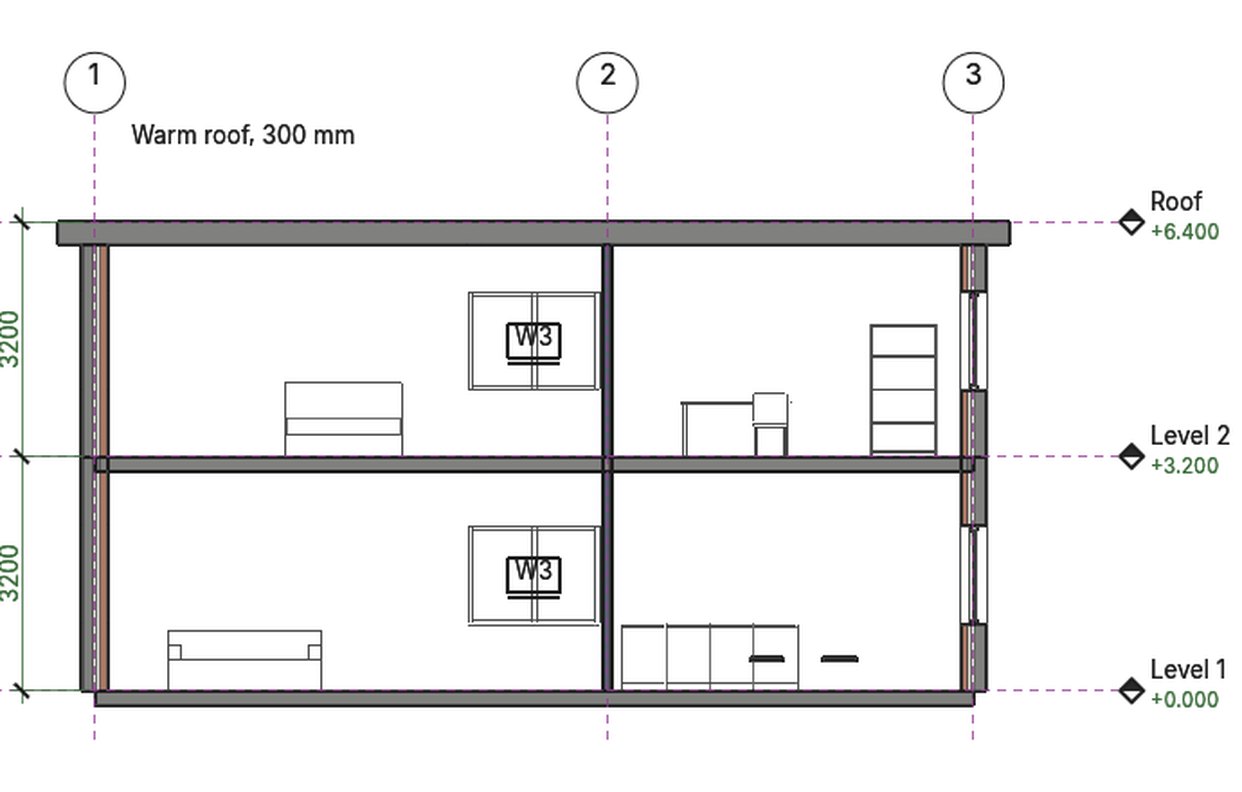 1
2
3
Warm roof, 300 mm
Roof
+6.400
3200
W3
Level 2
+3.200
3200
W3
Level 1
+0.000